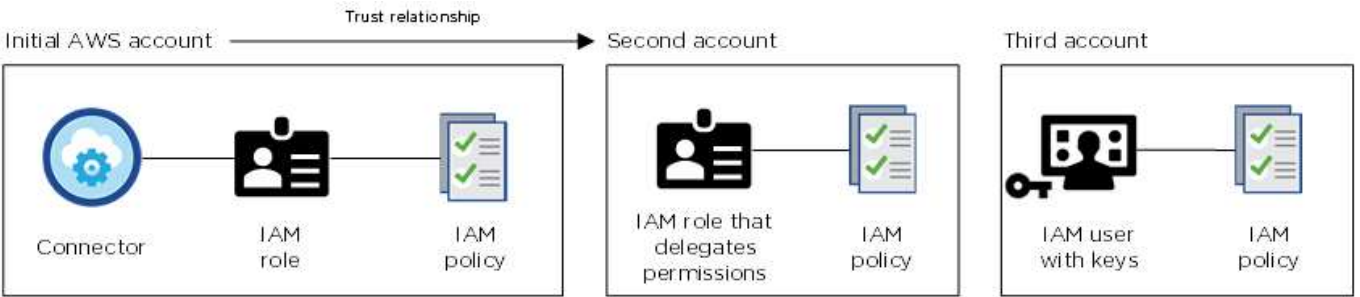 Trust relationship
Initial AWS account
Second account
Third account
Connector
IAM
role
IAM
policy
IAM role that
delegates
permissions
IAM
policy
IAM user
with keys
IAM
policy